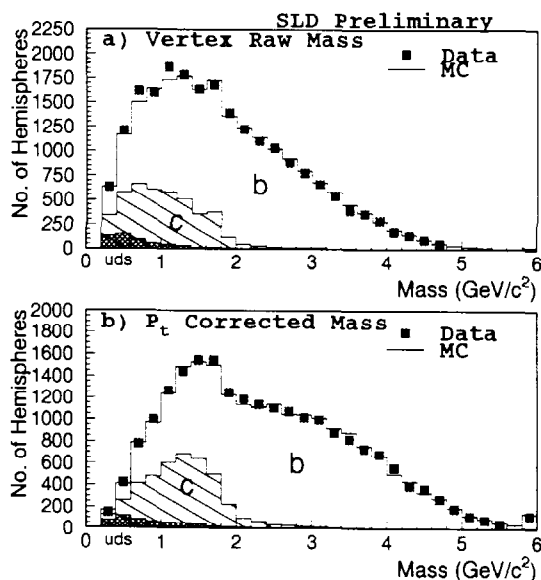 SLD Preliminary
a) Vertex Raw Mass
Data
MC
No. of Hemispheres
2250
2000
1750
1500
1250
1000
750
500
250
0
b
c
uds
0 1 2 3 4 5 6
Mass (GeV/c²)
b) Pt Corrected Mass
Data
MC
No. of Hemispheres
2000
1800
1600
1400
1200
1000
800
600
400
200
0
b
c
uds
0 1 2 3 4 5 6
Mass (GeV/c²)